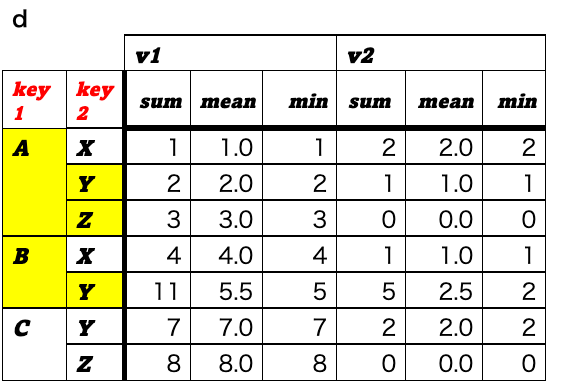 d
v1 v2
key 1 key 2 sum mean min sum mean min
A X 1 1.0 1 2 2.0 2
Y 2 2.0 2 1 1.0 1
Z 3 3.0 3 0 0.0 0
B X 4 4.0 4 1 1.0 1
Y 11 5.5 5 5 2.5 2
C Y 7 7.0 7 2 2.0 2
Z 8 8.0 8 0 0.0 0